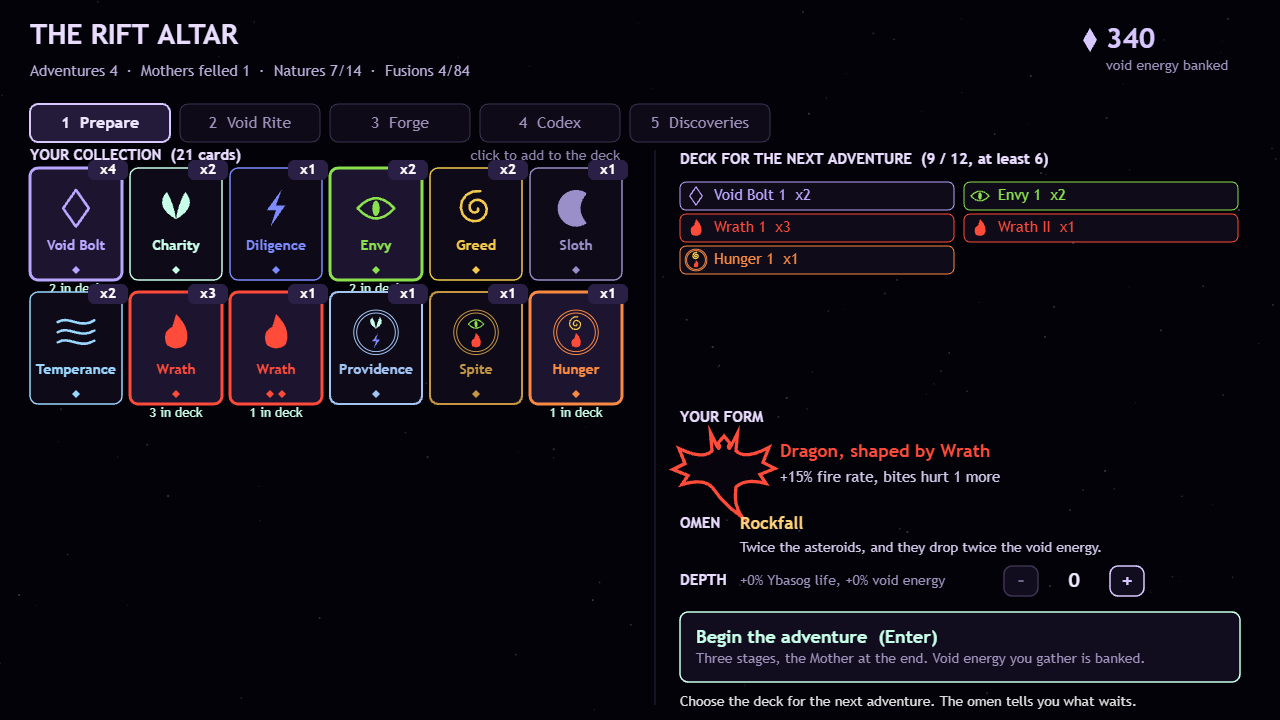 THE RIFT ALTAR
340
Adventures 4 · Mothers felled 1 · Natures 7/14 · Fusions 4/84
void energy banked
1 Prepare
2 Void Rite
3 Forge
4 Codex
5 Discoveries
YOUR COLLECTION (21 cards)
click to add to the deck
x4
x2
x1
x2
x2
x1
Void Bolt
Charity
Diligence
Envy
Greed
Sloth
2 in deck
2 in deck
x2
x3
x1
x1
x1
x1
Temperance
Wrath
Wrath
Providence
Spite
Hunger
3 in deck
1 in deck
1 in deck
DECK FOR THE NEXT ADVENTURE (9 / 12, at least 6)
Void Bolt 1 x2
Envy 1 x2
Wrath 1 x3
Wrath II x1
Hunger 1 x1
YOUR FORM
Dragon, shaped by Wrath
+15% fire rate, bites hurt 1 more
OMEN Rockfall
Twice the asteroids, and they drop twice the void energy.
DEPTH +0% Ybasog life, +0% void energy - 0 +
Begin the adventure (Enter)
Three stages, the Mother at the end. Void energy you gather is banked.
Choose the deck for the next adventure. The omen tells you what waits.